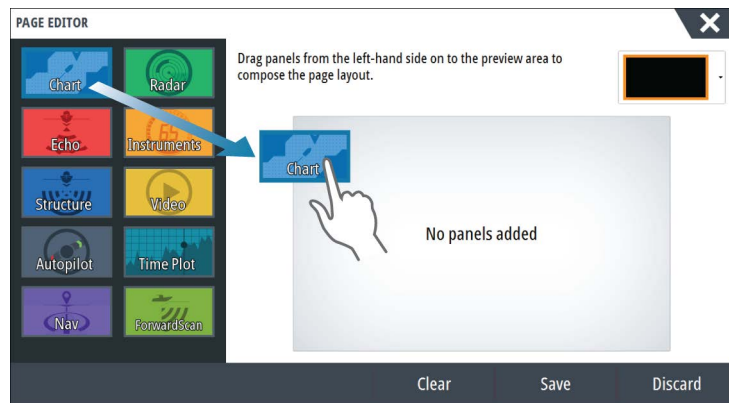 PAGE EDITOR
Chart
Radar
Drag panels from the left-hand side on to the preview area to
compose the page layout.
Echo
Instruments
Chart
Structure
Video
No panels added
Autopilot
Time Plot
Nav
ForwardScan
Clear
Save
Discard